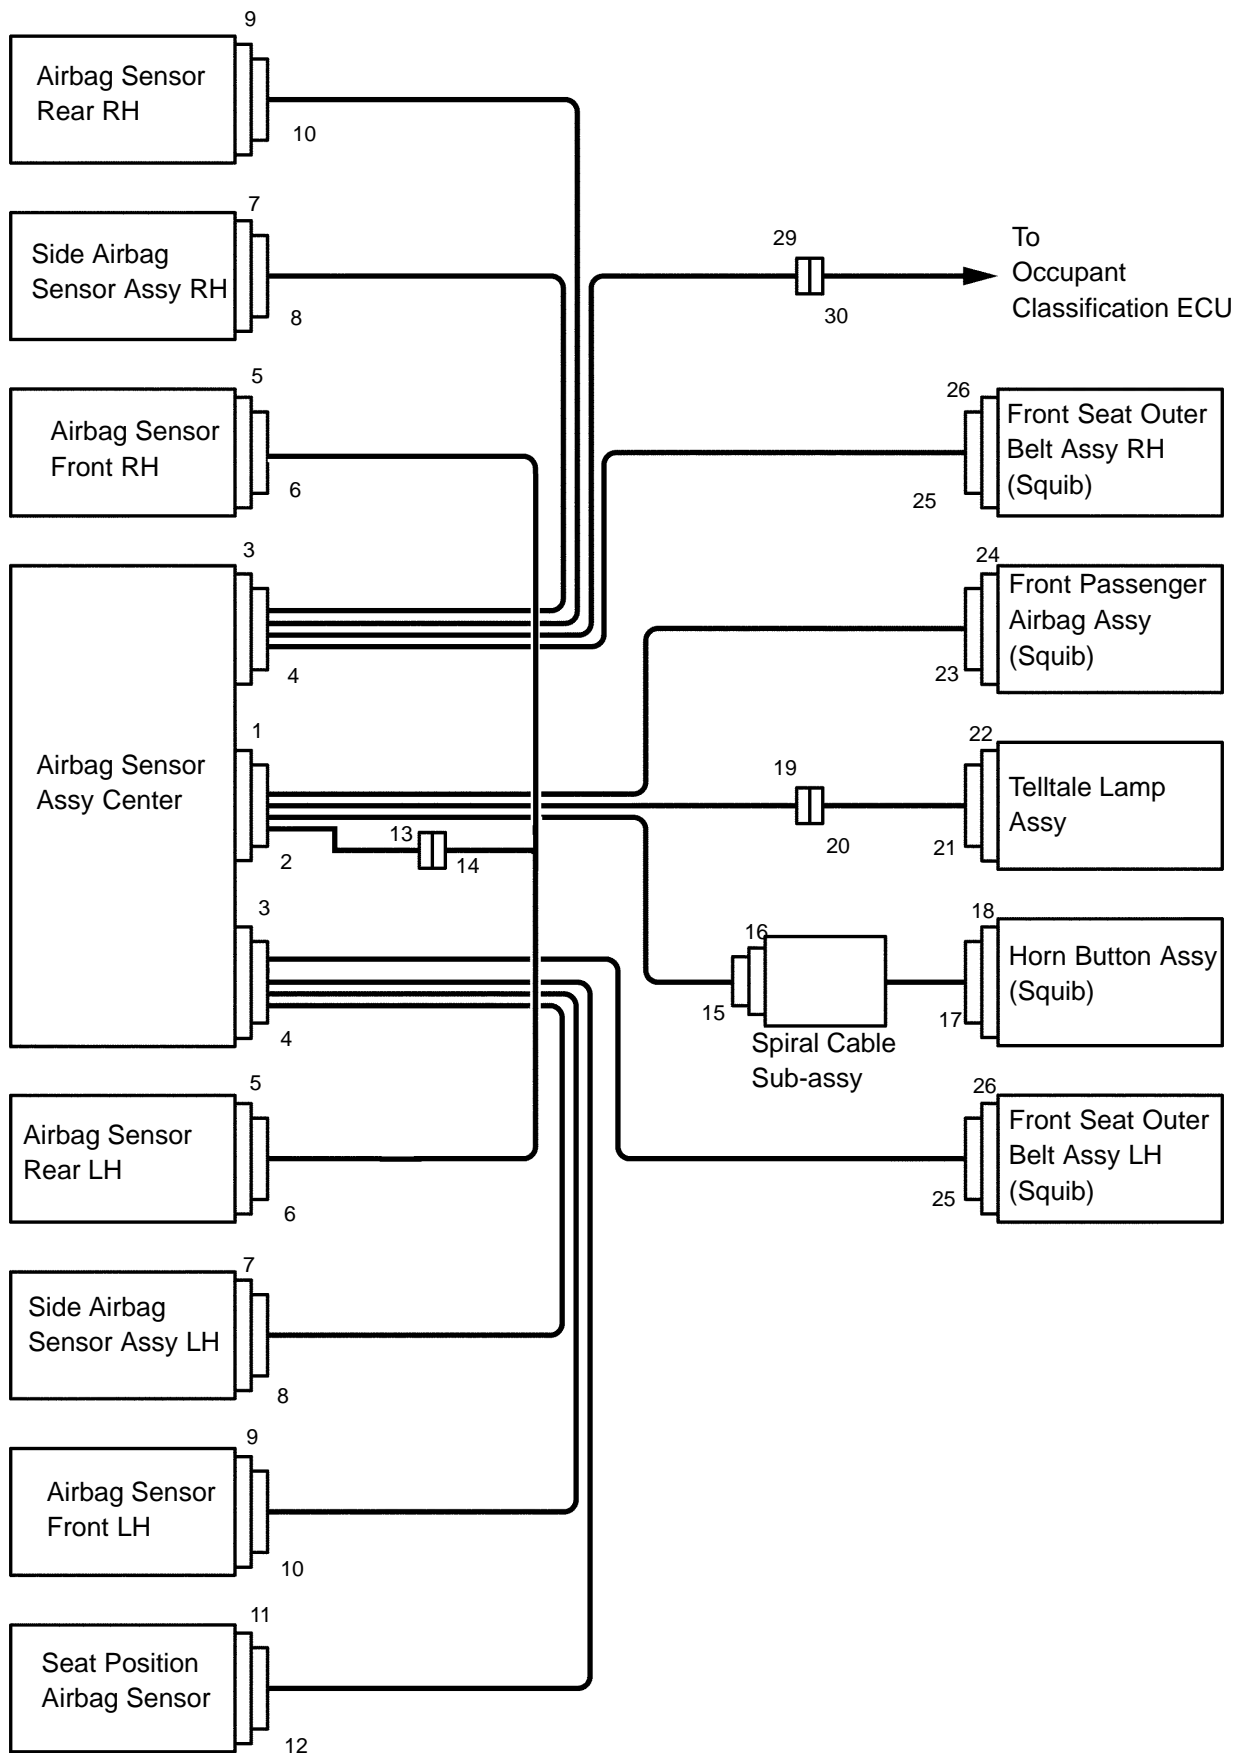 9
Airbag Sensor
Rear RH
10
7
Side Airbag
Sensor Assy RH
8
29
30
To
Occupant
Classification ECU
5
Airbag Sensor
Front RH
6
26
Front Seat Outer
Belt Assy RH
(Squib)
25
3
4
24
Front Passenger
Airbag Assy
(Squib)
23
Airbag Sensor
Assy Center
1
2
13
14
19
20
22
Telltale Lamp
Assy
21
3
4
16
15
Spiral Cable
Sub-assy
18
Horn Button Assy
(Squib)
17
5
Airbag Sensor
Rear LH
6
26
Front Seat Outer
Belt Assy LH
(Squib)
25
7
Side Airbag
Sensor Assy LH
8
9
Airbag Sensor
Front LH
10
11
Seat Position
Airbag Sensor
12